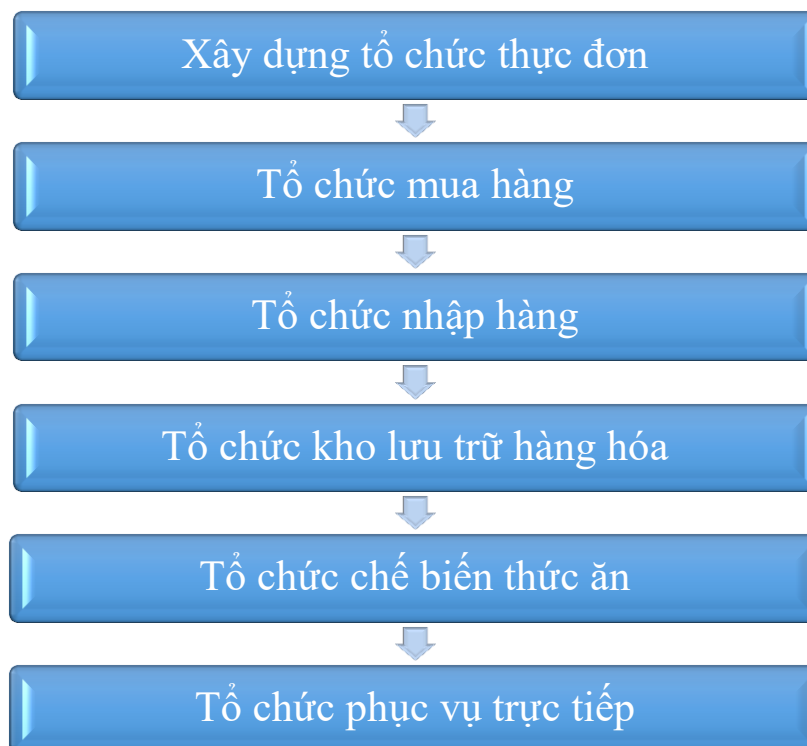 Xây dựng tổ chức thực đơn
Tổ chức mua hàng
Tổ chức nhập hàng
Tổ chức kho lưu trữ hàng hóa
Tổ chức chế biến thức ăn
Tổ chức phục vụ trực tiếp